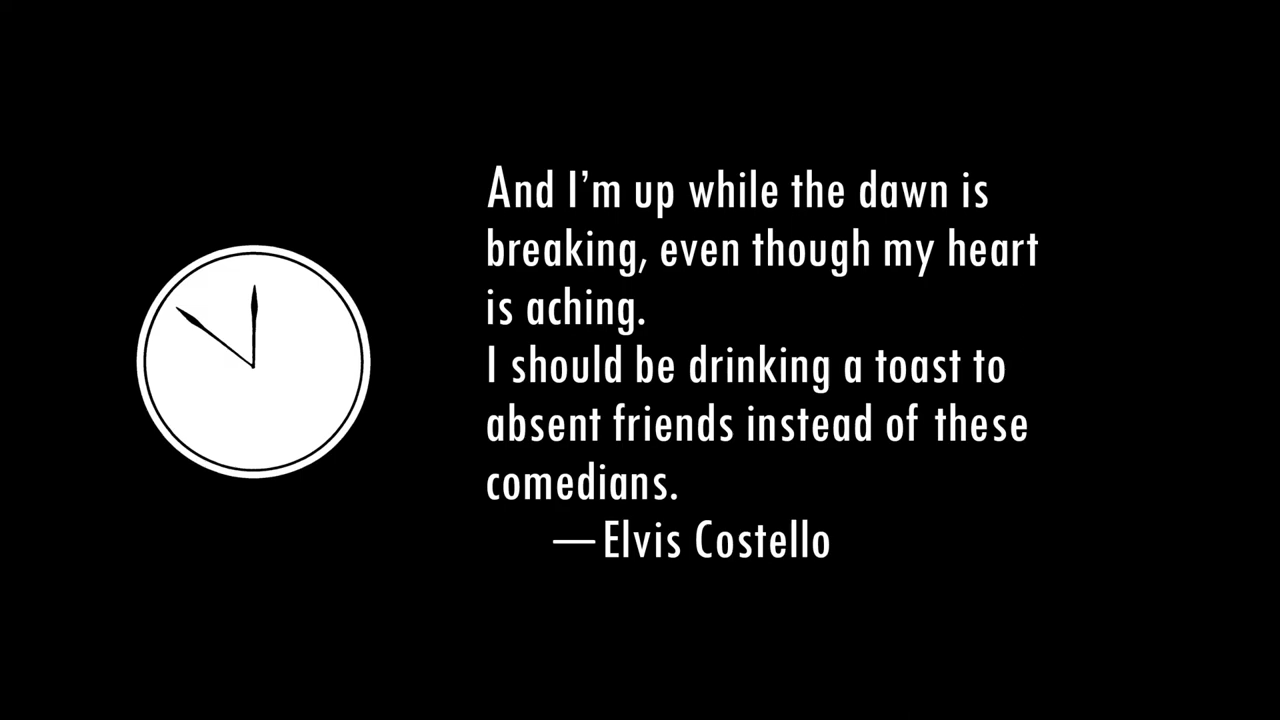 And I’m up while the dawn is
breaking, even though my heart
is aching.
I should be drinking a toast to
absent friends instead of these
comedians.
—Elvis Costello